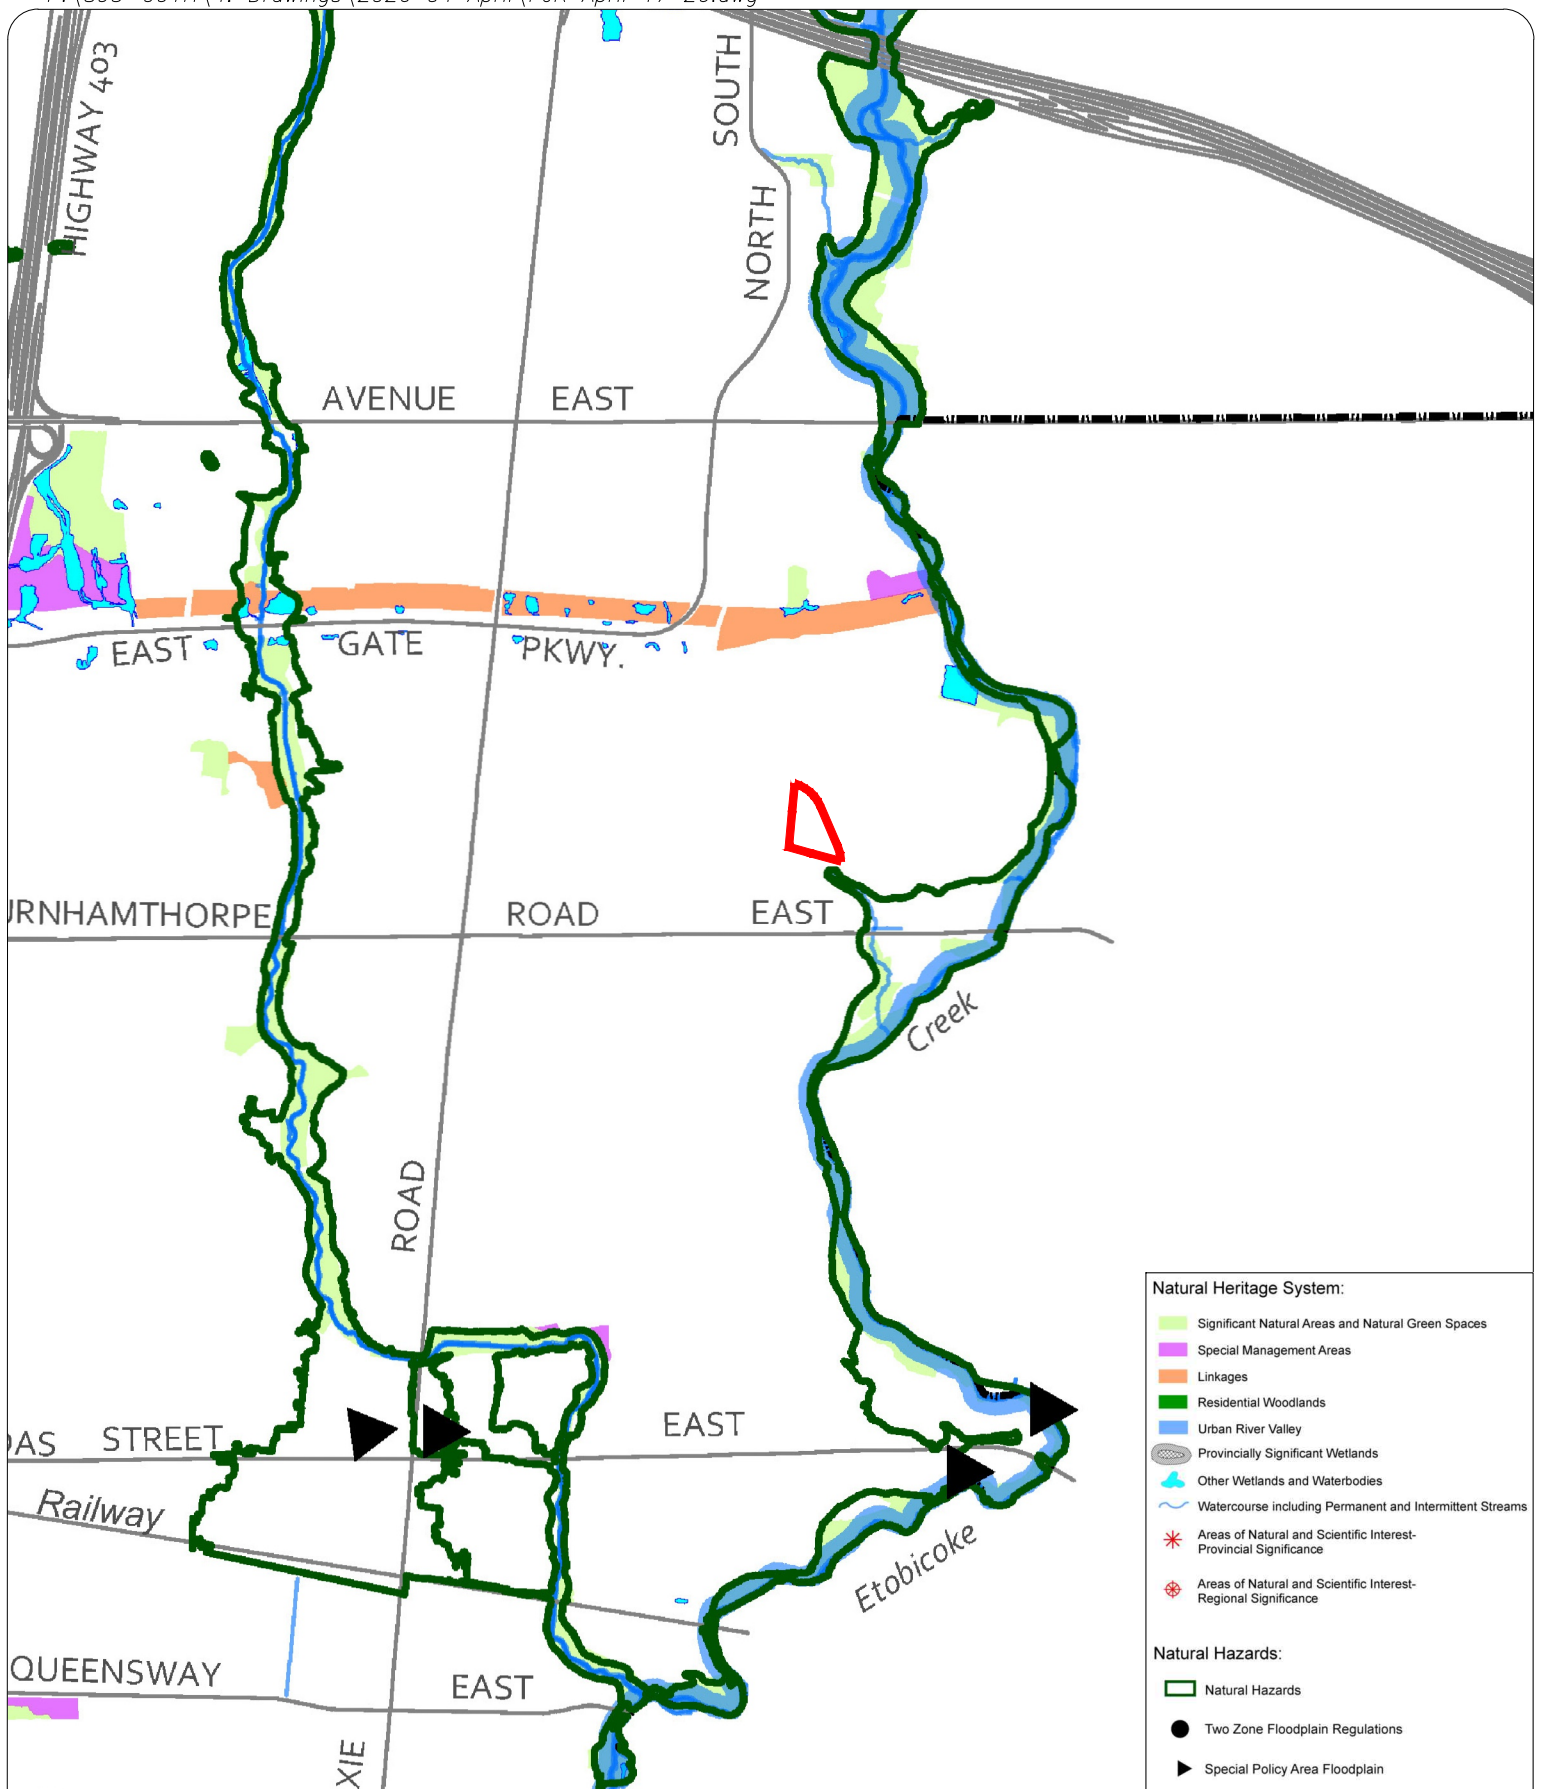 HIGHWAY 403
SOUTH
NORTH
AVENUE EAST
EAST GATE PKWY.
URNHAMTHORPE ROAD EAST
Creek
ROAD
DAS STREET EAST
Railway
Etobicoke
QUEENSWAY EAST
XIE
Natural Heritage System:
Significant Natural Areas and Natural Green Spaces
Special Management Areas
Linkages
Residential Woodlands
Urban River Valley
Provincially Significant Wetlands
Other Wetlands and Waterbodies
Watercourse including Permanent and Intermittent Streams
Areas of Natural and Scientific Interest-
Provincial Significance
Areas of Natural and Scientific Interest-
Regional Significance
Natural Hazards:
Natural Hazards
Two Zone Floodplain Regulations
Special Policy Area Floodplain